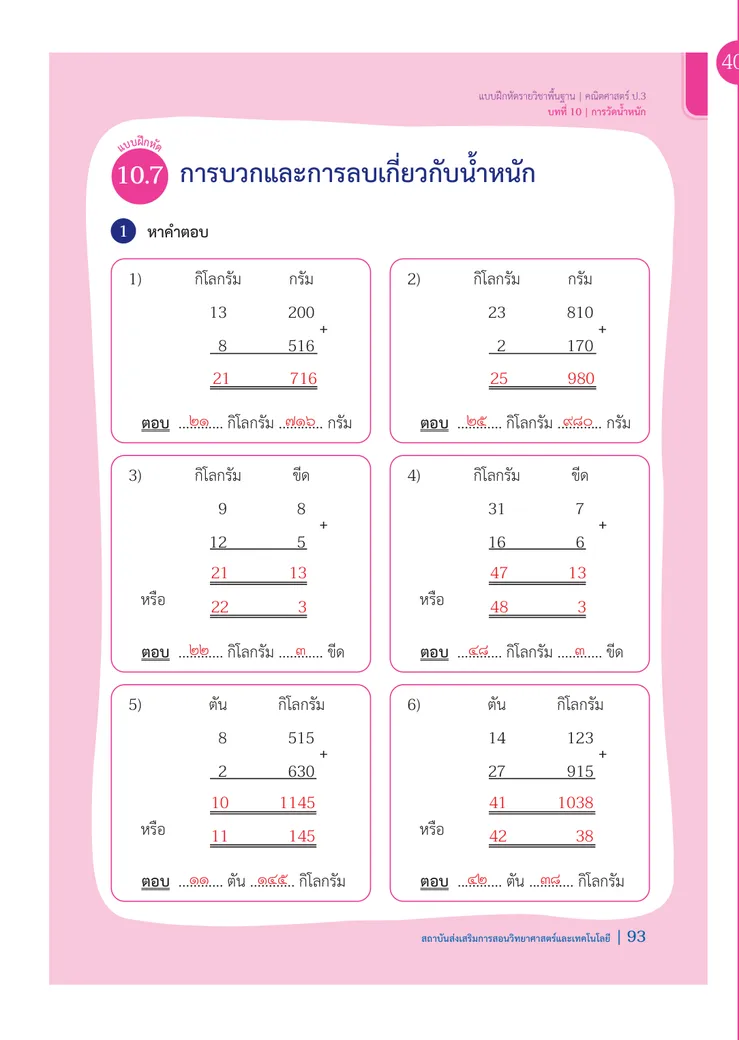 40
แบบฝึกหัดรายวิชาพื้นฐาน | คณิตศาสตร์ ป.3
บทที่ 10 | การวัดน้ำหนัก
แบบฝึกหัด
10.7 การบวกและการลบเกี่ยวกับน้ำหนัก
1 หาคำตอบ
1) กิโลกรัม กรัม
13 200
+
8 516
21 716
ตอบ ...๒๑... กิโลกรัม ...๗๑๖... กรัม
2) กิโลกรัม กรัม
23 810
+
2 170
25 980
ตอบ ...๒๕... กิโลกรัม ...๙๘๐... กรัม
3) กิโลกรัม ขีด
9 8
+
12 5
21 13
หรือ 22 3
ตอบ ...๒๒... กิโลกรัม ...๓... ขีด
4) กิโลกรัม ขีด
31 7
+
16 6
47 13
หรือ 48 3
ตอบ ...๔๘... กิโลกรัม ...๓... ขีด
5) ตัน กิโลกรัม
8 515
+
2 630
10 1145
หรือ 11 145
ตอบ ...๑๑... ตัน ...๑๔๕... กิโลกรัม
6) ตัน กิโลกรัม
14 123
+
27 915
41 1038
หรือ 42 38
ตอบ ...๔๒... ตัน ...๓๘... กิโลกรัม
สถาบันส่งเสริมการสอนวิทยาศาสตร์และเทคโนโลยี | 93